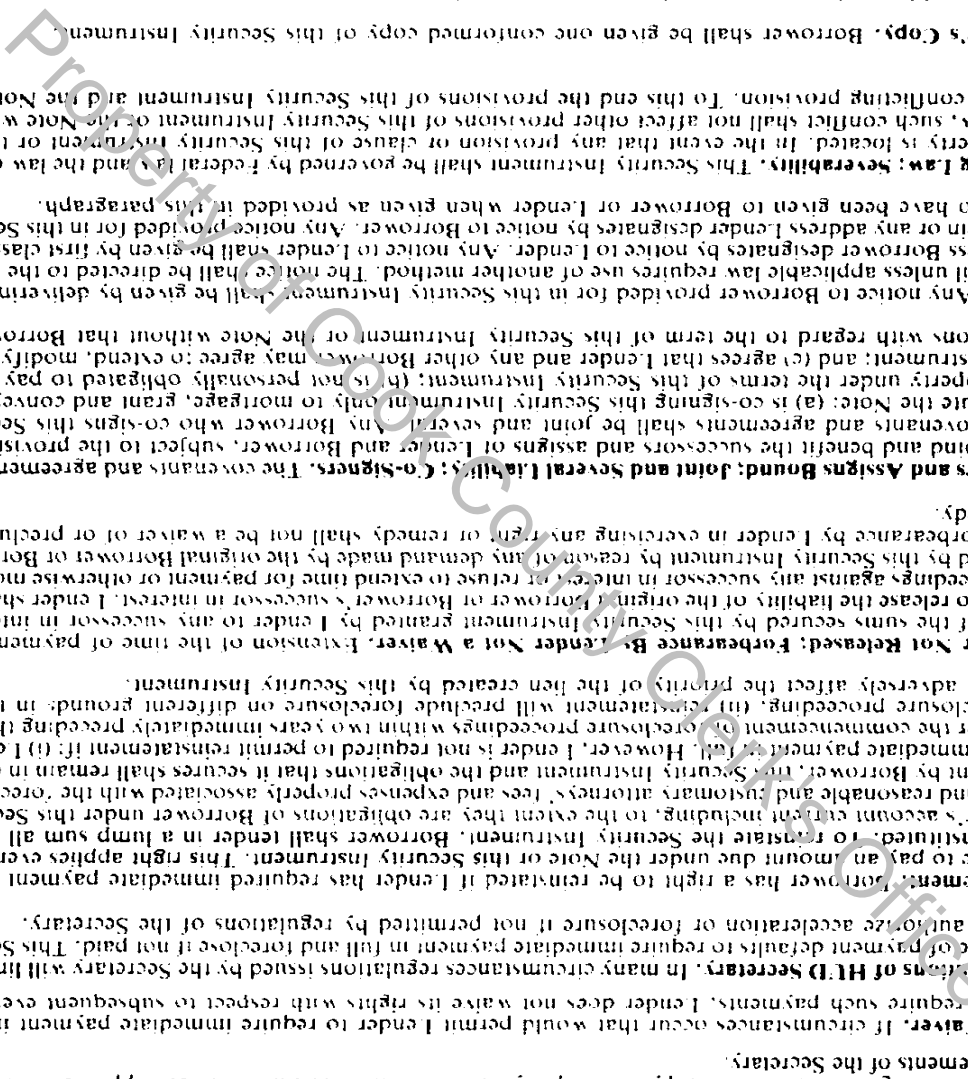 ements of the Secretary.
aiver. If circumstances occur that would permit Lender to require immediate payment i
require such payments, Lender does not waive its rights with respect to subsequent eve
tions of HUD Secretary. In many circumstances regulations issued by the Secretary will lim
of payment defaults to require immediate payment in full and foreclose if not paid. This Se
authorize acceleration or foreclosure if not permitted by regulations of the Secretary.
ement. Borrower has a right to be reinstated if Lender has required immediate payment
e to pay an amount due under the Note or this Security Instrument. This right applies even
nstituted. To reinstate the Security Instrument, Borrower shall tender in a lump sum all
's account current including, to the extent they are obligations of Borrower under this Sec
nd reasonable and customary attorneys' fees and expenses properly associated with the forec
nt by Borrower, this Security Instrument and the obligations that it secures shall remain in e
mmediate payment in full. However, Lender is not required to permit reinstatement if: (i) Le
er the commencement of foreclosure proceedings within two years immediately preceding th
closure proceeding, (ii) reinstatement will preclude foreclosure on different grounds in t
adversely affect the priority of the lien created by this Security Instrument.
r Not Released; Forbearance By Lender Not a Waiver. Extension of the time of paymen
f the sums secured by this Security Instrument granted by Lender to any successor in inte
o release the liability of the original Borrower or Borrower's successor in interest. Lender sha
ceedings against any successor in interest or refuse to extend time for payment or otherwise mo
d by this Security Instrument by reason of any demand made by the original Borrower or Bor
orbearance by Lender in exercising any right or remedy shall not be a waiver of or preclud
dy.
s and Assigns Bound; Joint and Several Liability; Co-Signers. The covenants and agreemen
ind and benefit the successors and assigns of Lender and Borrower, subject to the provisi
ovenants and agreements shall be joint and several. Any Borrower who co-signs this Sec
ute the Note: (a) is co-signing this Security Instrument only to mortgage, grant and convey
perty under the terms of this Security Instrument; (b) is not personally obligated to pay
strument; and (c) agrees that Lender and any other Borrower may agree to extend, modify
ons with regard to the term of this Security Instrument or the Note without that Borrow
Any notice to Borrower provided for in this Security Instrument shall be given by deliverin
il unless applicable law requires use of another method. The notice shall be directed to the
ss Borrower designates by notice to Lender. Any notice to Lender shall be given by first class
in or any address Lender designates by notice to Borrower. Any notice provided for in this Sec
o have been given to Borrower or Lender when given as provided in this paragraph.
g Law; Severability. This Security Instrument shall be governed by Federal law and the law o
erty is located. In the event that any provision or clause of this Security Instrument or t
v, such conflict shall not affect other provisions of this Security Instrument or the Note w
conflicting provision. To this end the provisions of this Security Instrument and the Not
's Copy. Borrower shall be given one conformed copy of this Security Instrument.
Property of Cook County Clerk's Office